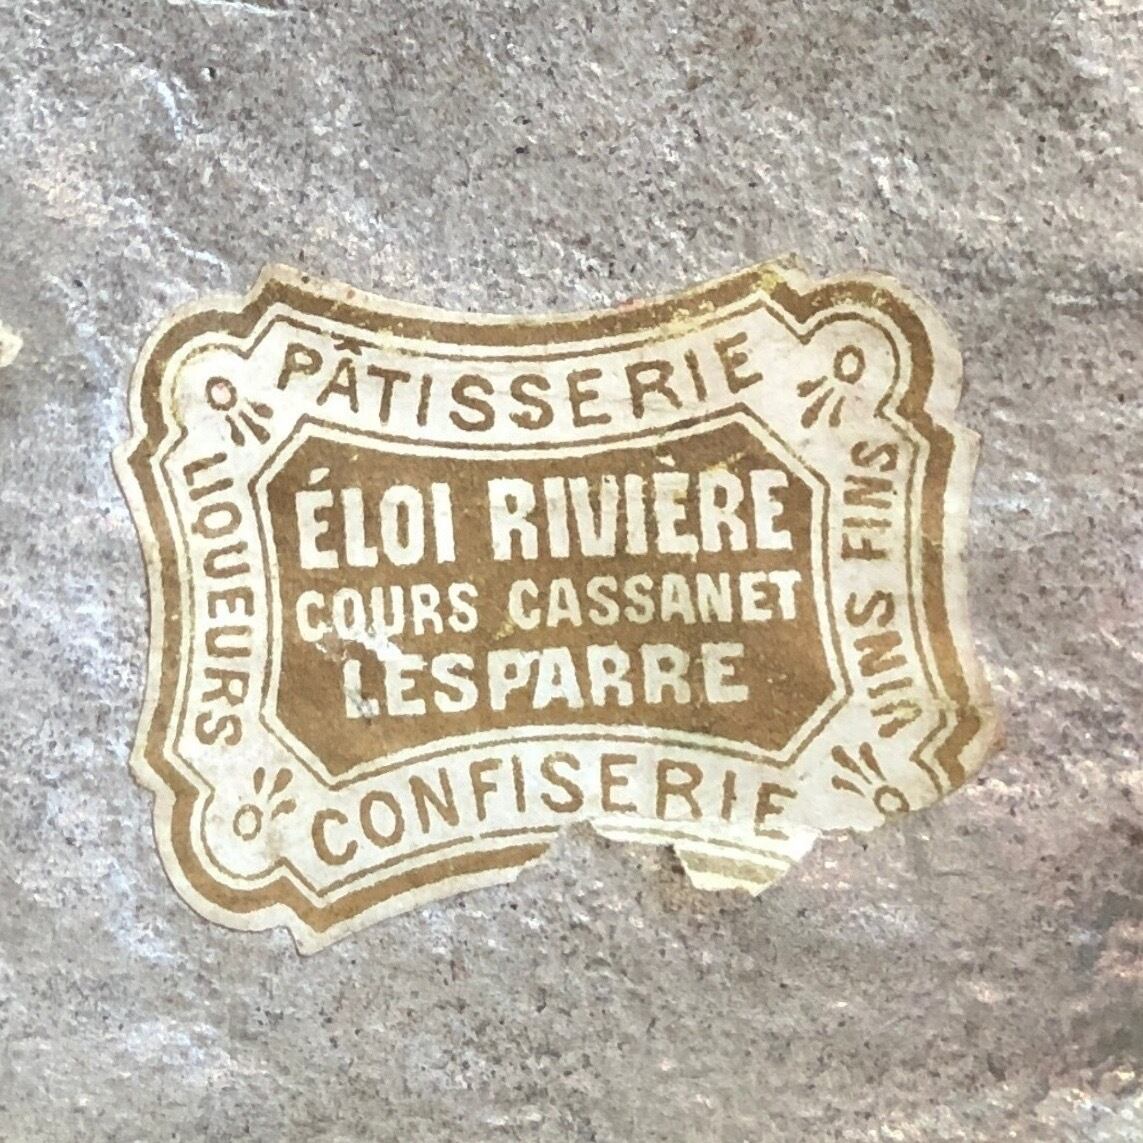 PÂTISSERIE
LIQUEURS
ÉLOI RIVIÈRE
COURS CASSANET
LESPARRE
VINS FINS
CONFISERIE